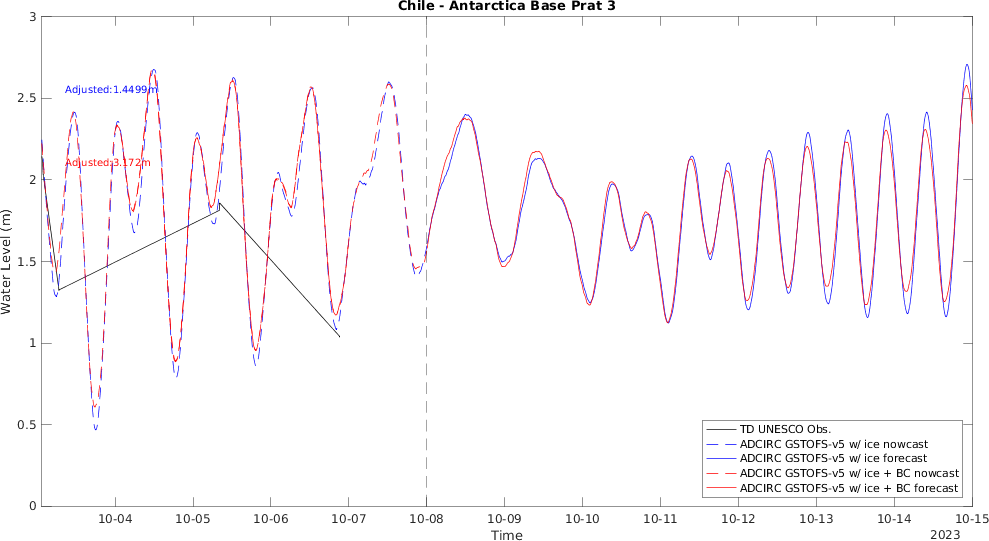 Chile - Antarctica Base Prat 3
Water Level (m)
3
2.5
2
1.5
1
0.5
0
Adjusted:1.4499m
Adjusted:3.172m
TD UNESCO Obs.
ADCIRC GSTOFS-v5 w/ ice nowcast
ADCIRC GSTOFS-v5 w/ ice forecast
ADCIRC GSTOFS-v5 w/ ice + BC nowcast
ADCIRC GSTOFS-v5 w/ ice + BC forecast
10-04 10-05 10-06 10-07 10-08 10-09 10-10 10-11 10-12 10-13 10-14 10-15
Time
2023